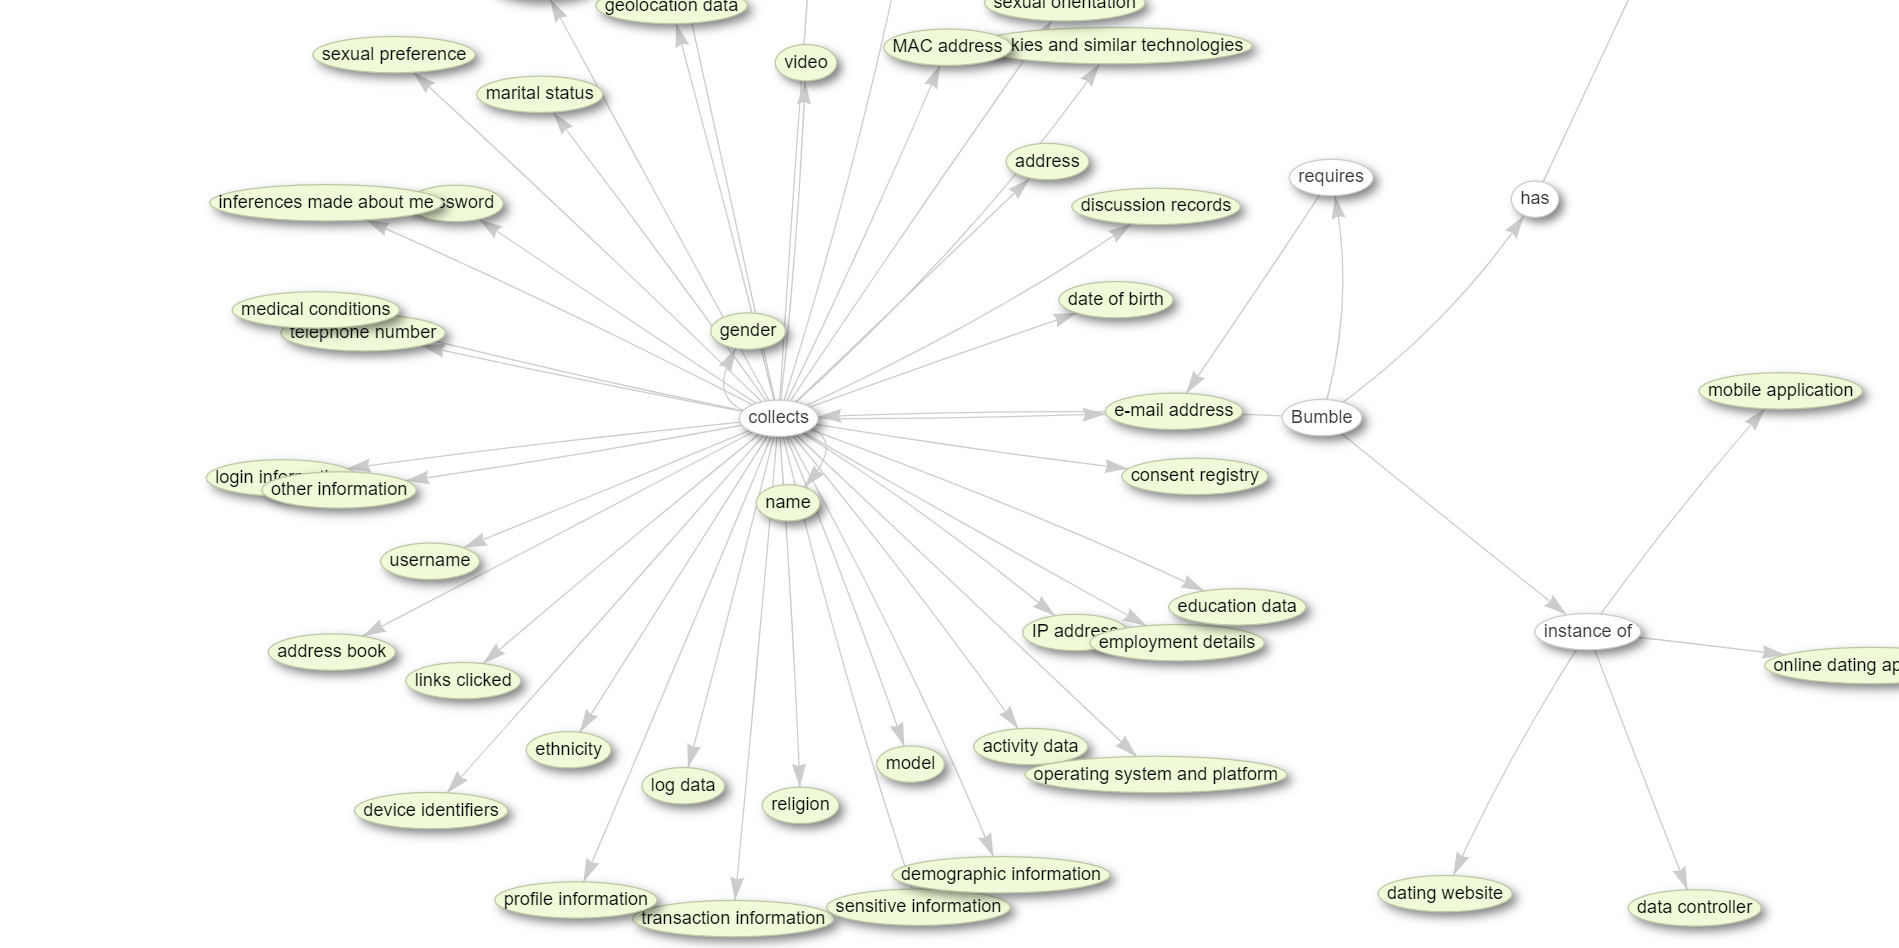 geolocation data
sexual orientation
sexual preference
video
MAC address
kies and similar technologies
marital status
address
requires
has
inferences made about me
ssword
discussion records
medical conditions
telephone number
gender
date of birth
mobile application
collects
e-mail address
Bumble
login
other information
consent registry
name
username
education data
IP address
employment details
instance of
address book
links clicked
online dating ap
ethnicity
activity data
operating system and platform
log data
model
device identifiers
religion
demographic information
profile information
transaction information
sensitive information
dating website
data controller